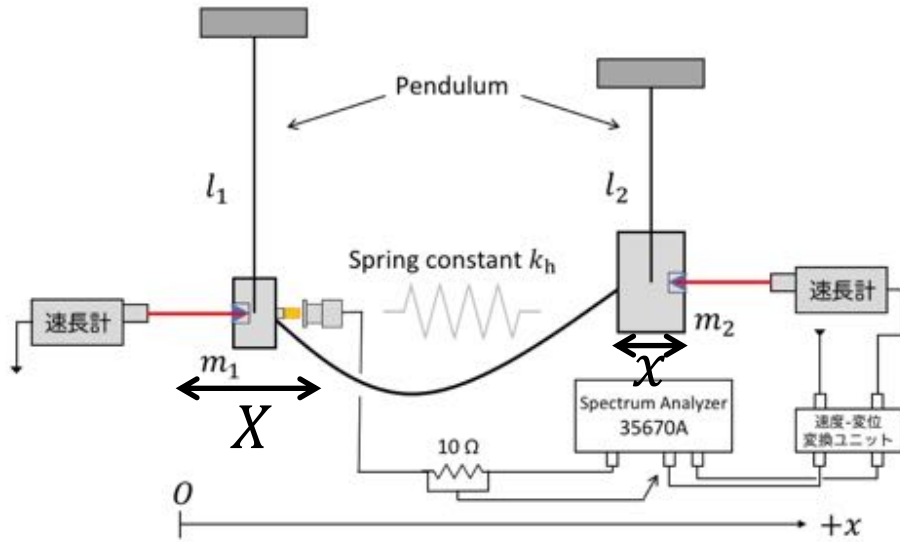 Pendulum
l₁
l₂
Spring constant kₕ
速長計
速長計
m₁
m₂
X
x
Spectrum Analyzer
35670A
速度-変位
変換ユニット
10 Ω
O
+x